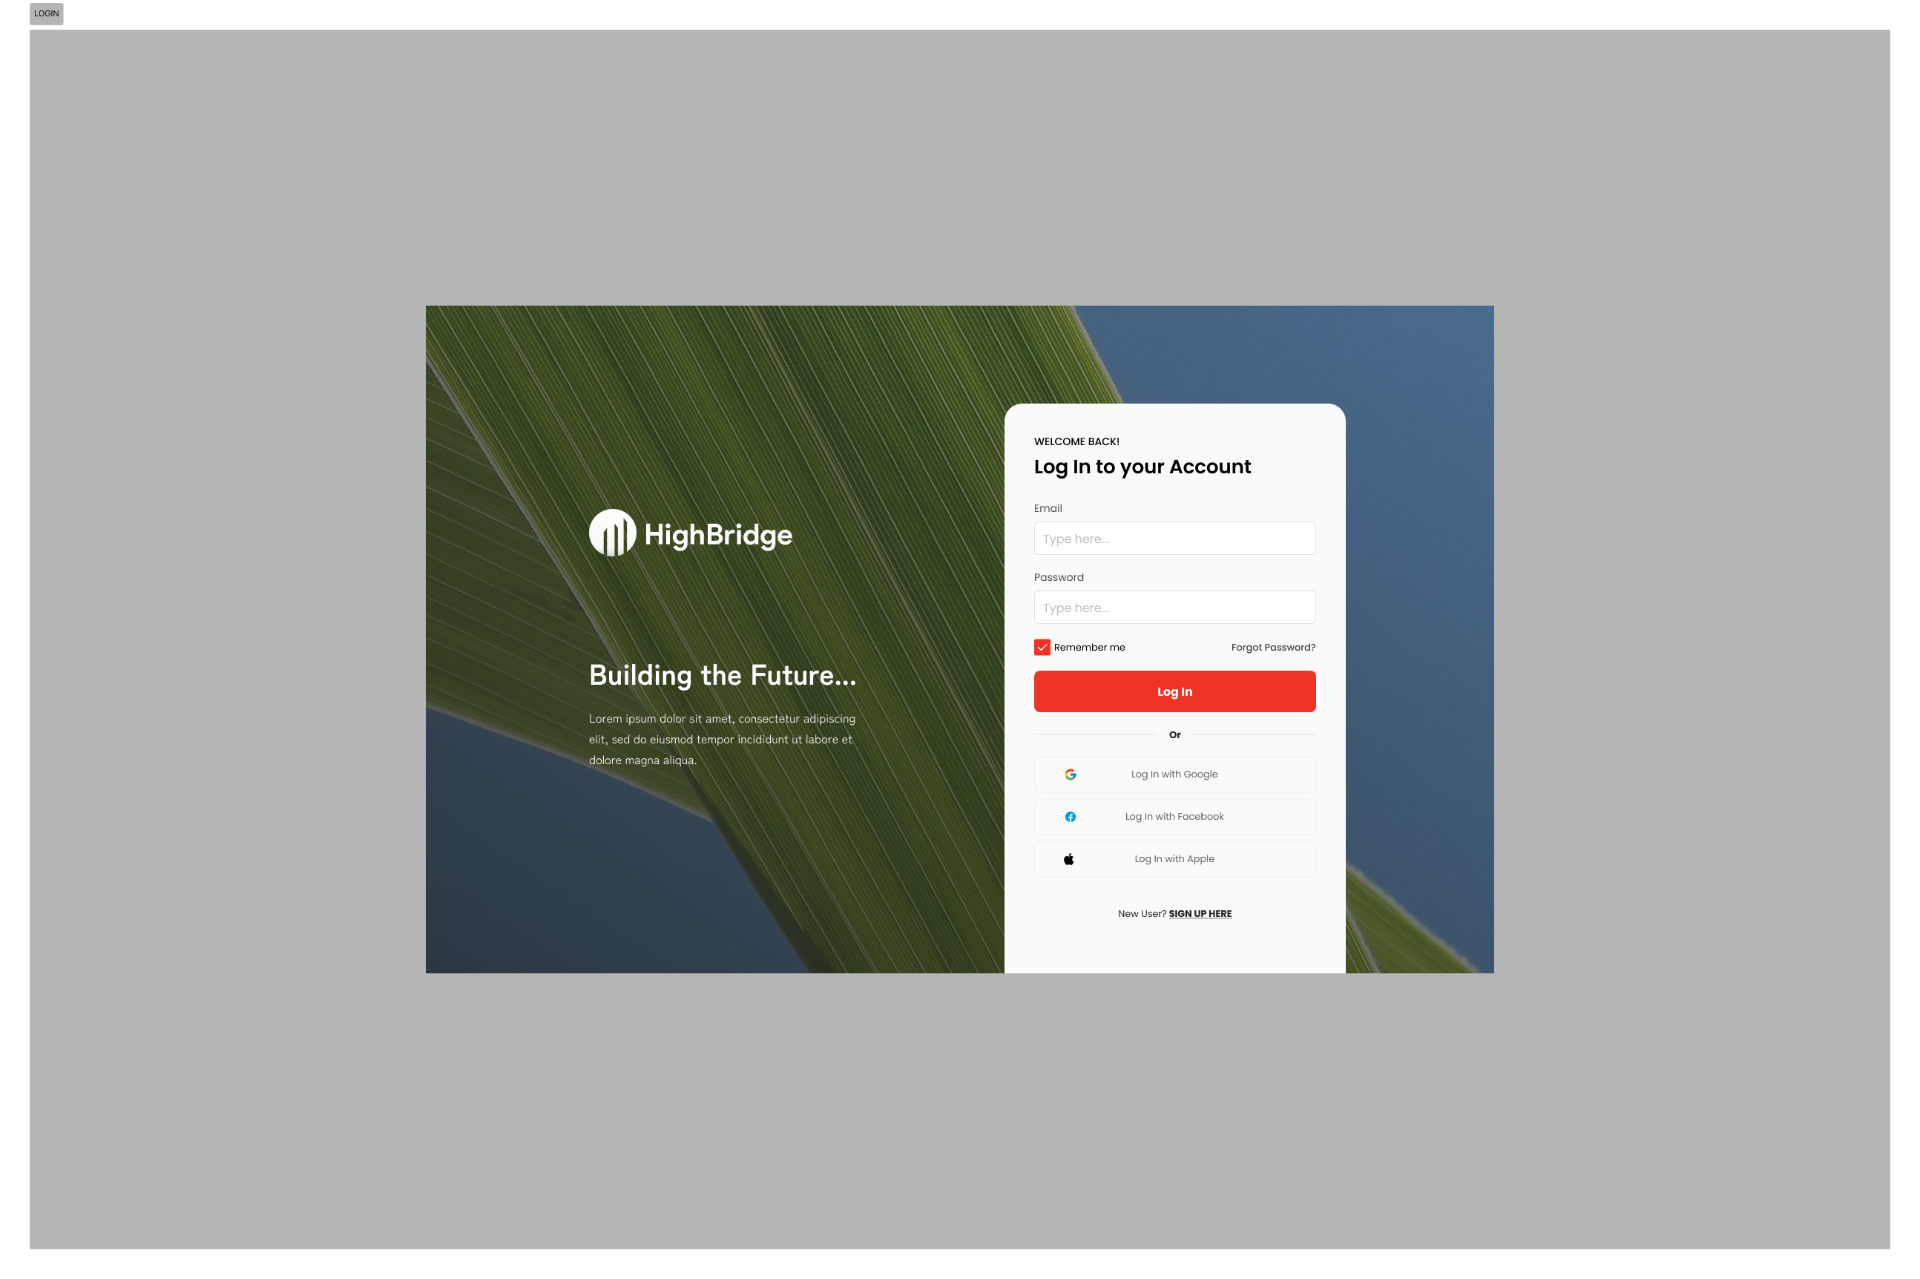 LOGIN
HighBridge
Building the Future...
Lorem ipsum dolor sit amet, consectetur adipiscing
elit, sed do eiusmod tempor incididunt ut labore et
dolore magna aliqua.
WELCOME BACK!
Log In to your Account
Email
Type here...
Password
Type here...
Remember me
Forgot Password?
Log In
Or
Log In with Google
Log In with Facebook
Log In with Apple
New User? SIGN UP HERE